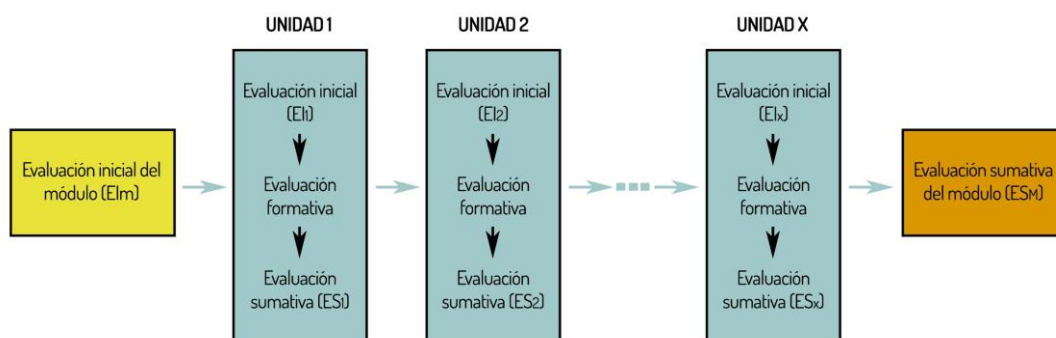 UNIDAD 1
UNIDAD 2
UNIDAD X
Evaluación inicial del
módulo (EIm)
Evaluación inicial
(EI1)
Evaluación
formativa
Evaluación
sumativa (ES1)
Evaluación inicial
(EI2)
Evaluación
formativa
Evaluación
sumativa (ES2)
Evaluación inicial
(EIx)
Evaluación
formativa
Evaluación
sumativa (ESx)
Evaluación sumativa
del módulo (ESM)